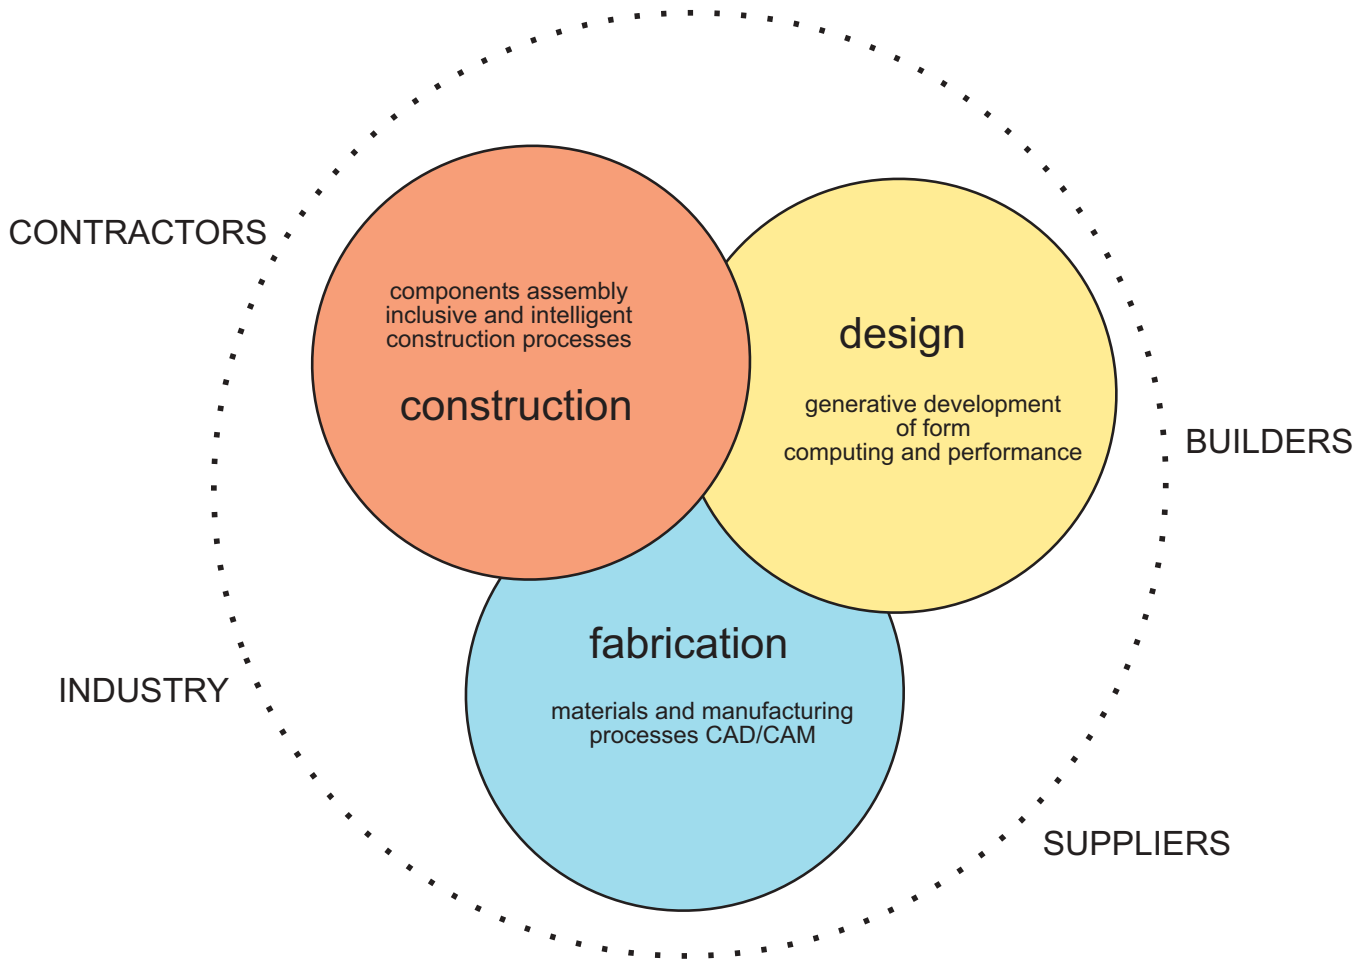 CONTRACTORS
components assembly
inclusive and intelligent
construction processes
construction
design
generative development
of form
computing and performance
BUILDERS
fabrication
materials and manufacturing
processes CAD/CAM
INDUSTRY
SUPPLIERS